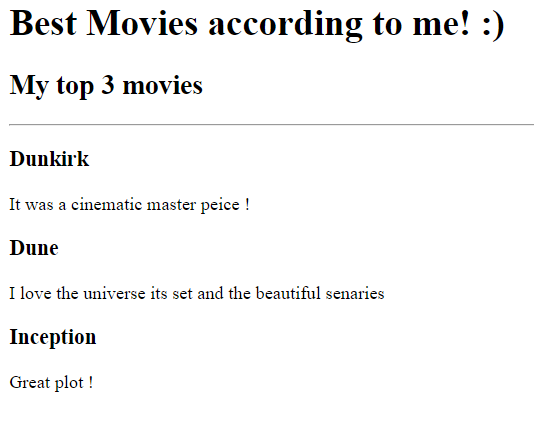 Best Movies according to me! :)
My top 3 movies
Dunkirk
It was a cinematic master peice !
Dune
I love the universe its set and the beautiful senaries
Inception
Great plot !